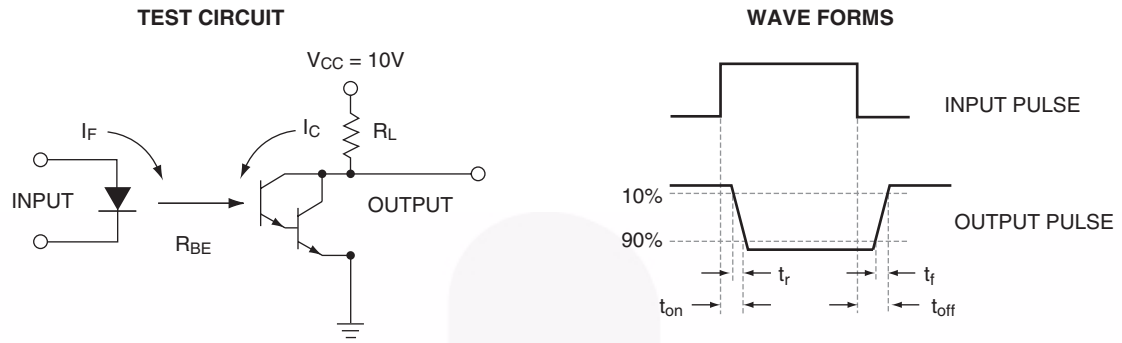 TEST CIRCUIT
WAVE FORMS
VCC = 10V
INPUT PULSE
IF
IC
RL
INPUT
OUTPUT
RBE
10%
OUTPUT PULSE
90%
tr
tf
ton
toff